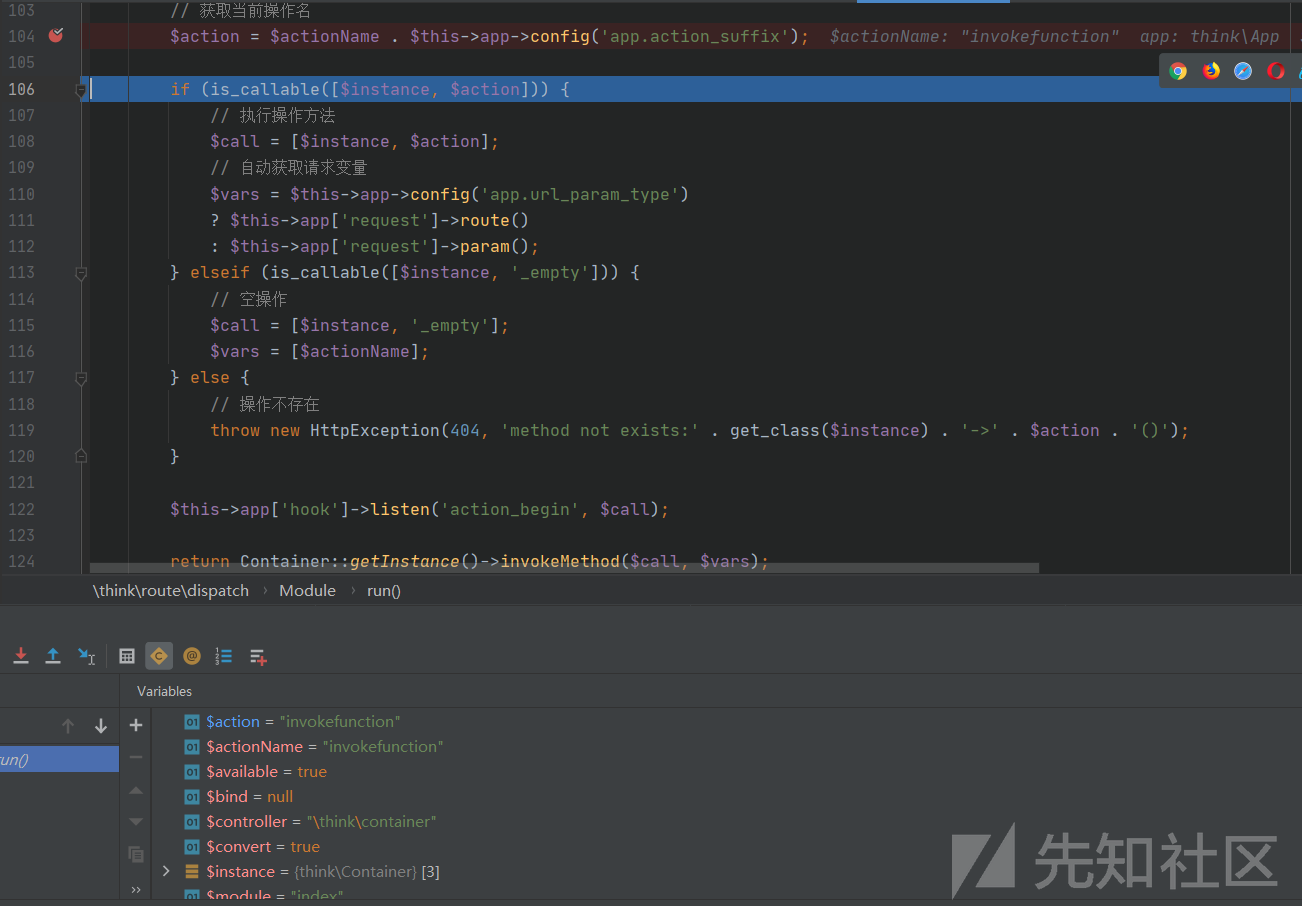 103 // 获取当前操作名
104 $action = $actionName . $this->app->config('app.action_suffix'); $actionName: "invokefunction" app: think\App
105
106 if (is_callable([$instance, $action])) {
107 // 执行操作方法
108 $call = [$instance, $action];
109 // 自动获取请求变量
110 $vars = $this->app->config('app.url_param_type')
111 ? $this->app['request']->route()
112 : $this->app['request']->param();
113 } elseif (is_callable([$instance, '_empty'])) {
114 // 空操作
115 $call = [$instance, '_empty'];
116 $vars = [$actionName];
117 } else {
118 // 操作不存在
119 throw new HttpException(404, 'method not exists:' . get_class($instance) . '->' . $action . '()');
120 }
121
122 $this->app['hook']->listen('action_begin', $call);
123
124 return Container::getInstance()->invokeMethod($call, $vars);
\think\route\dispatch › Module › run()
Variables
run()
$action = "invokefunction"
$actionName = "invokefunction"
$available = true
$bind = null
$controller = "\think\container"
$convert = true
$instance = {think\Container} [3]
$module = "index"
先知社区